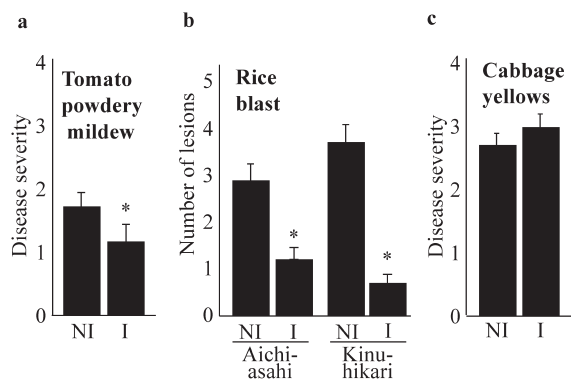 a
Tomato
powdery
mildew
Disease severity
4
3
2
1
0
*
NI I
b
Rice
blast
Number of lesions
5
4
3
2
1
0
*
*
NI I NI I
Aichi-
asahi
Kinu-
hikari
c
Cabbage
yellows
Disease severity
4
3
2
1
0
NI I